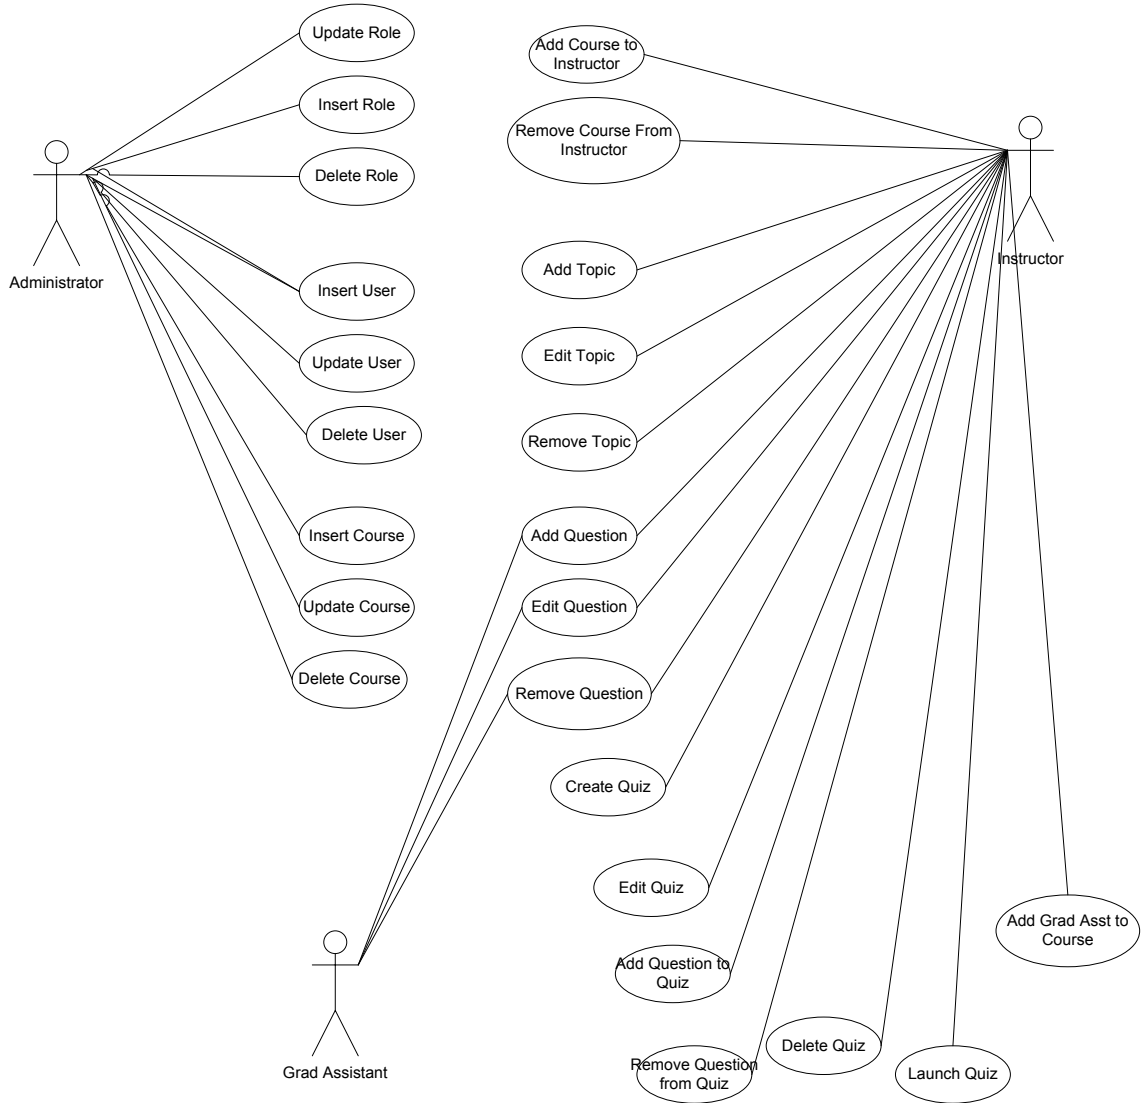 Update Role
Add Course to
Instructor
Insert Role
Remove Course From
Instructor
Delete Role
Administrator
Instructor
Add Topic
Insert User
Edit Topic
Update User
Delete User
Remove Topic
Insert Course
Add Question
Update Course
Edit Question
Delete Course
Remove Question
Create Quiz
Edit Quiz
Add Grad Asst to
Course
Add Question to
Quiz
Grad Assistant
Delete Quiz
Remove Question
from Quiz
Launch Quiz